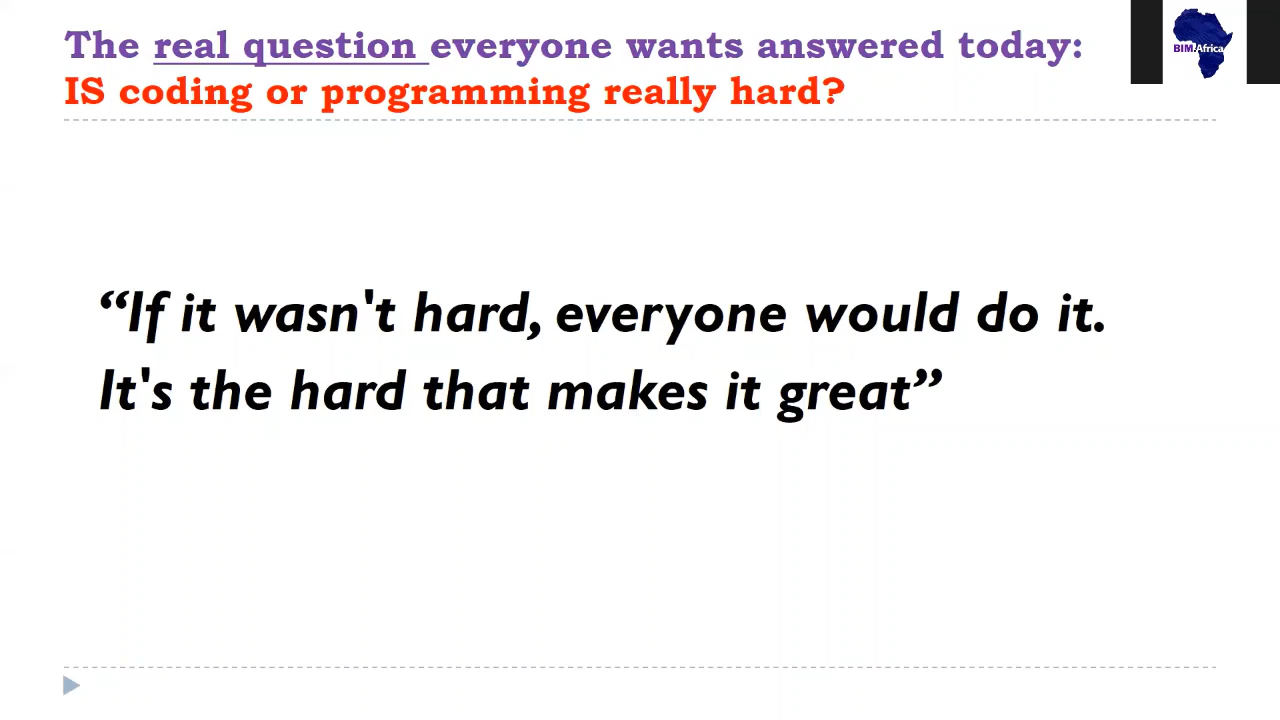 The real question everyone wants answered today:
IS coding or programming really hard?
BIM Africa
“If it wasn't hard, everyone would do it.
It's the hard that makes it great”